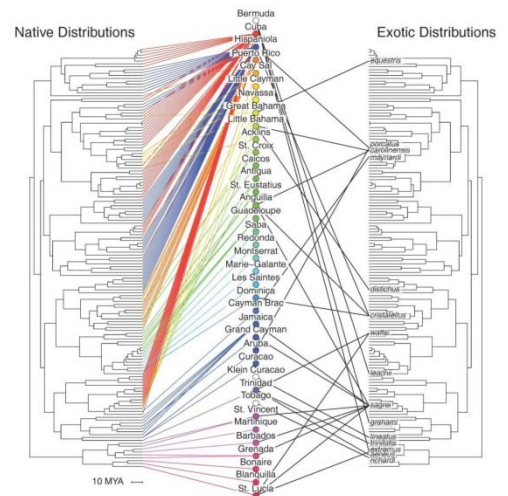 Native Distributions
Exotic Distributions
Bermuda
Cuba
Hispaniola
Puerto Rico
Cay Sal
Little Cayman
Navassa
Great Bahama
Little Bahama
Acklins
St. Croix
Caicos
Antigua
St. Eustatius
Anguilla
Guadeloupe
Saba
Redonda
Montserrat
Marie-Galante
Les Saintes
Dominica
Cayman Brac
Jamaica
Grand Cayman
Aruba
Curacao
Klein Curacao
Trinidad
Tobago
St. Vincent
Martinique
Barbados
Grenada
Bonaire
Blanquilla
St. Lucia
equestris
porcatus
carolinensis
maynardi
distichus
cristatellus
wattsi
leachii
sagrei
grahami
lineatus
trinitatis
extremus
aeneus
richardi
10 MYA